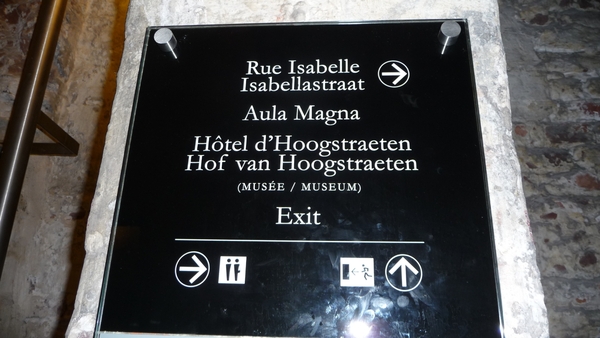 Rue Isabelle
Isabellastraat
Aula Magna
Hôtel d'Hoogstraeten
Hof van Hoogstraeten
(MUSÉE / MUSEUM)
Exit